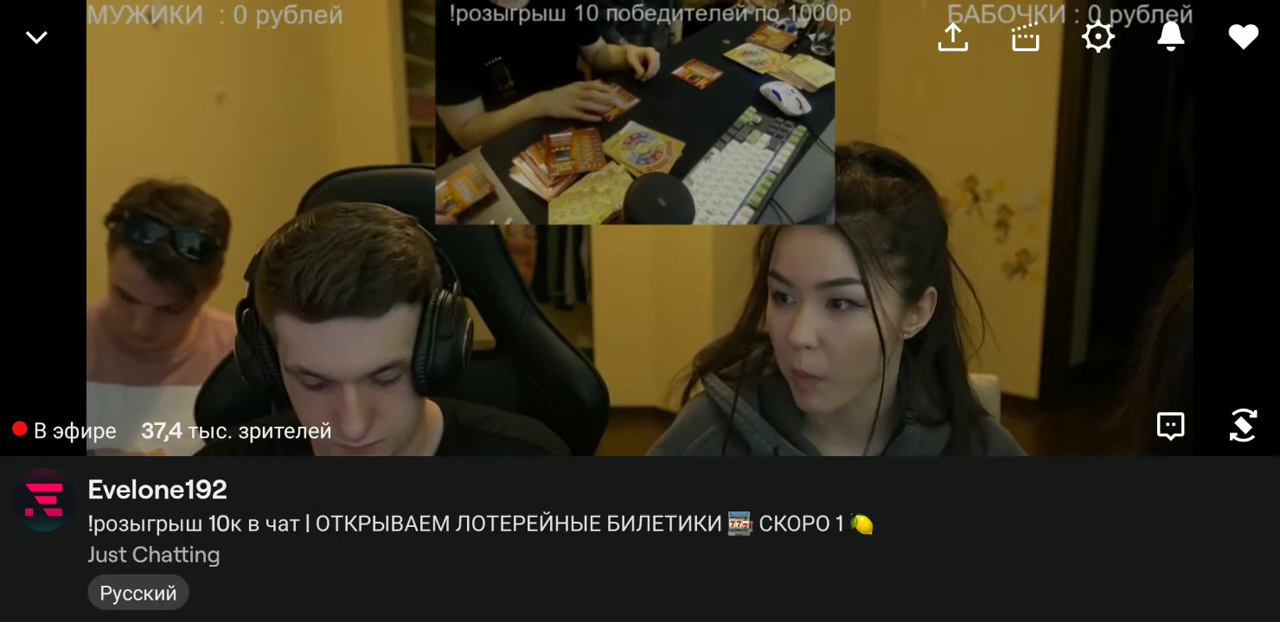 МУЖИКИ : 0 рублей
!розыгрыш 10 победителей по 1000р
БАБОЧКИ : 0 рублей
В эфире 37,4 тыс. зрителей
Evelone192
!розыгрыш 10к в чат | ОТКРЫВАЕМ ЛОТЕРЕЙНЫЕ БИЛЕТИКИ 🎰 СКОРО 1 🍋
Just Chatting
Русский